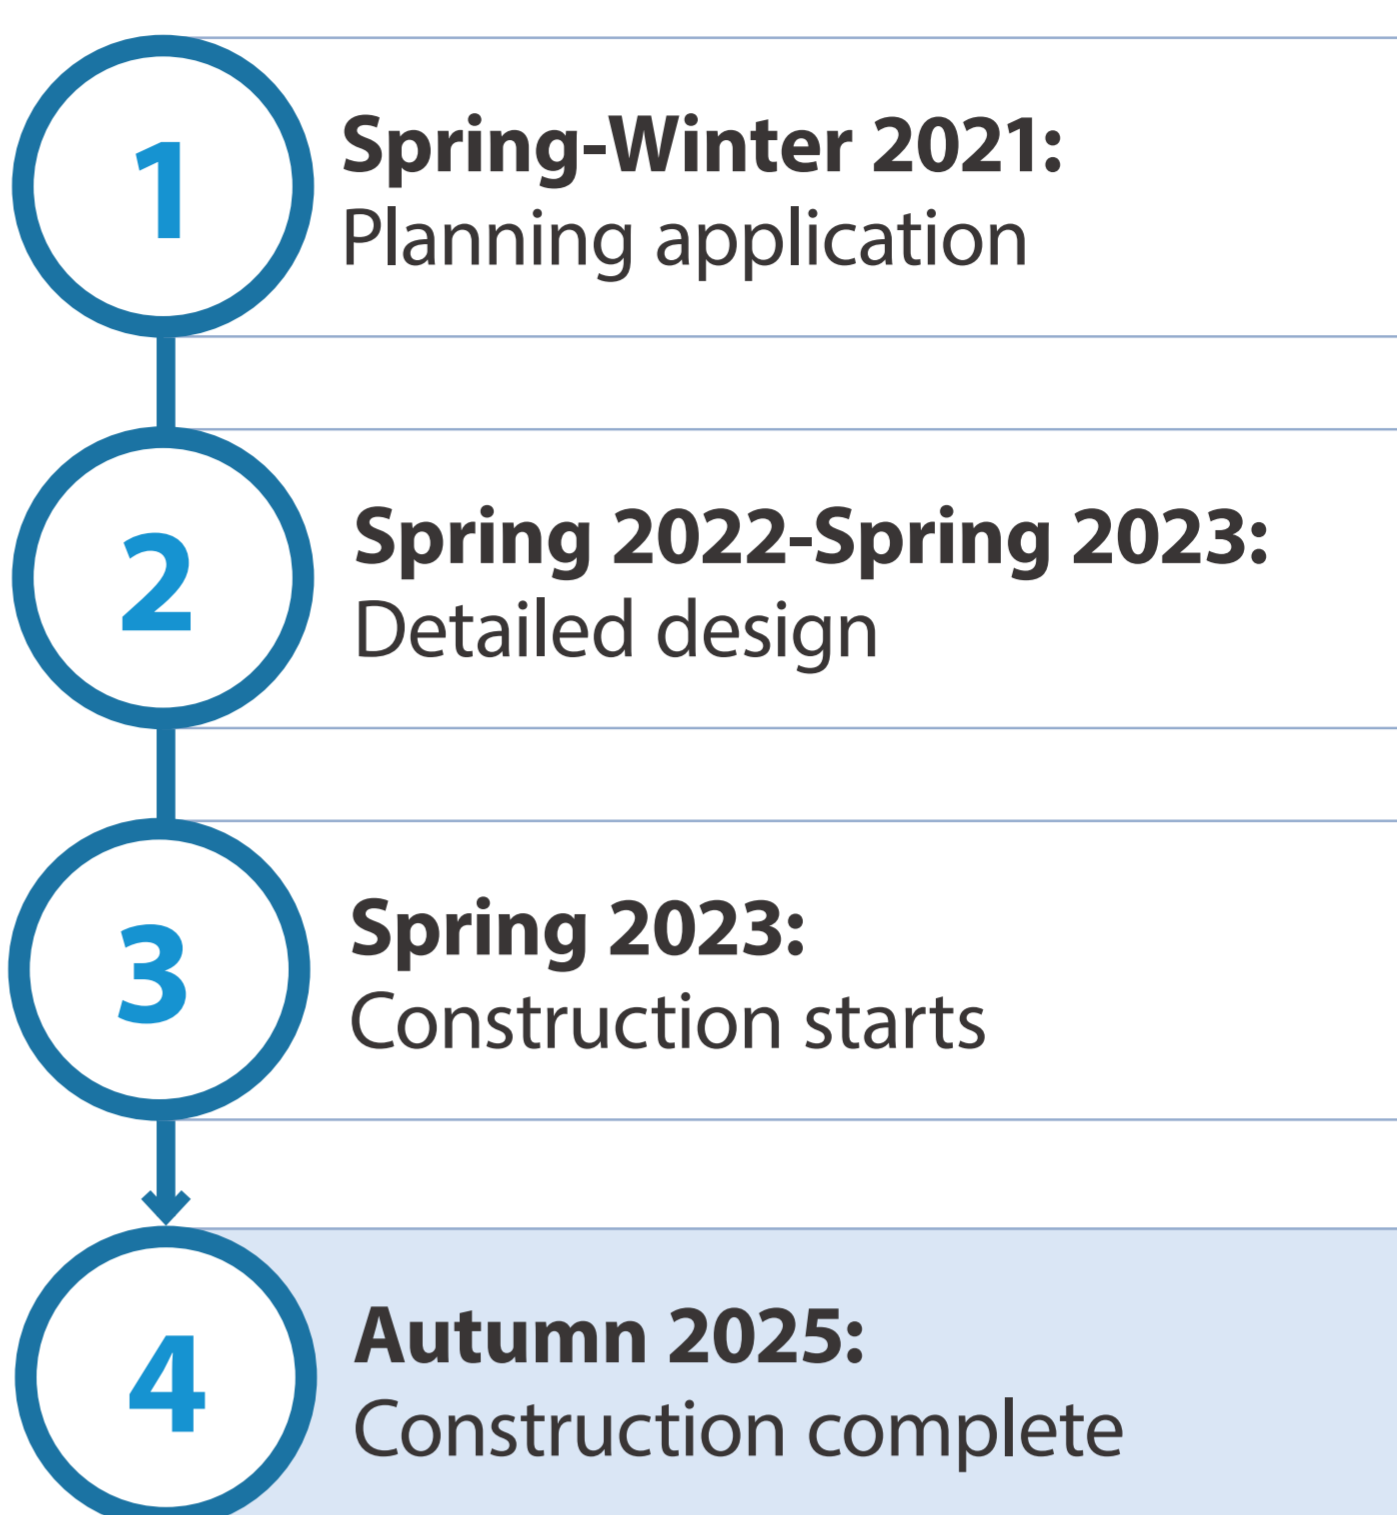 1
Spring-Winter 2021:
Planning application
2
Spring 2022-Spring 2023:
Detailed design
3
Spring 2023:
Construction starts
4
Autumn 2025:
Construction complete